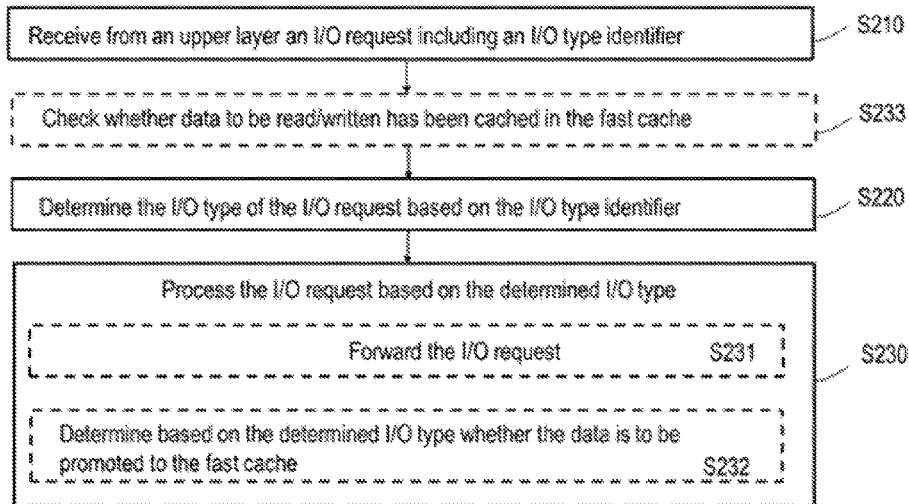 Receive from an upper layer an I/O request including an I/O type identifier S210
Check whether data to be read/written has been cached in the fast cache S233
Determine the I/O type of the I/O request based on the I/O type identifier S220
Process the I/O request based on the determined I/O type
Forward the I/O request S231
S230
Determine based on the determined I/O type whether the data is to be
promoted to the fast cache S232